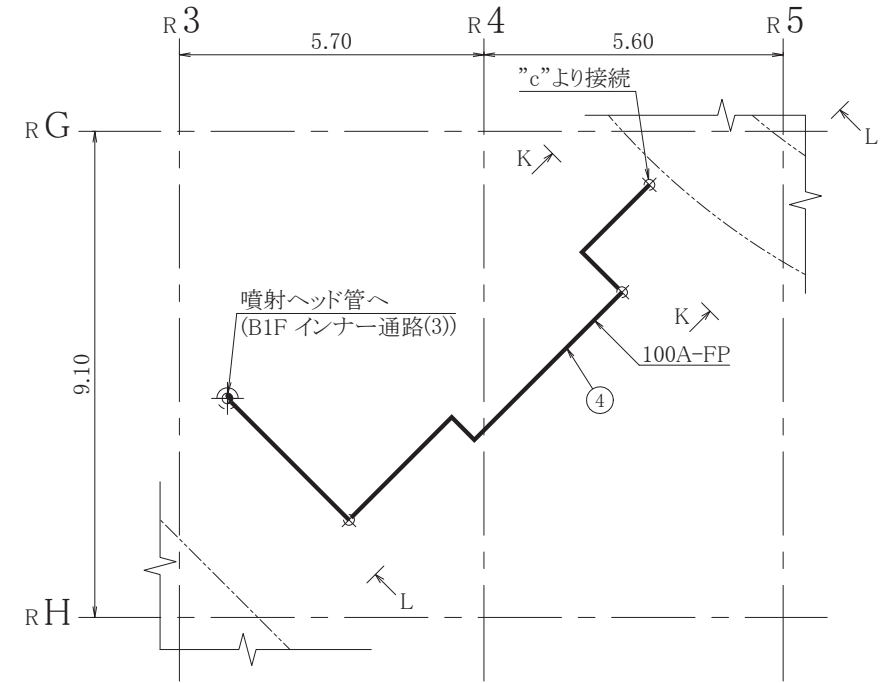 R3
R4
R5
5.70
5.60
"c"より接続
RG
K
L
噴射ヘッド管へ
(B1F インナー通路(3))
K
100A-FP
9.10
4
L
RH